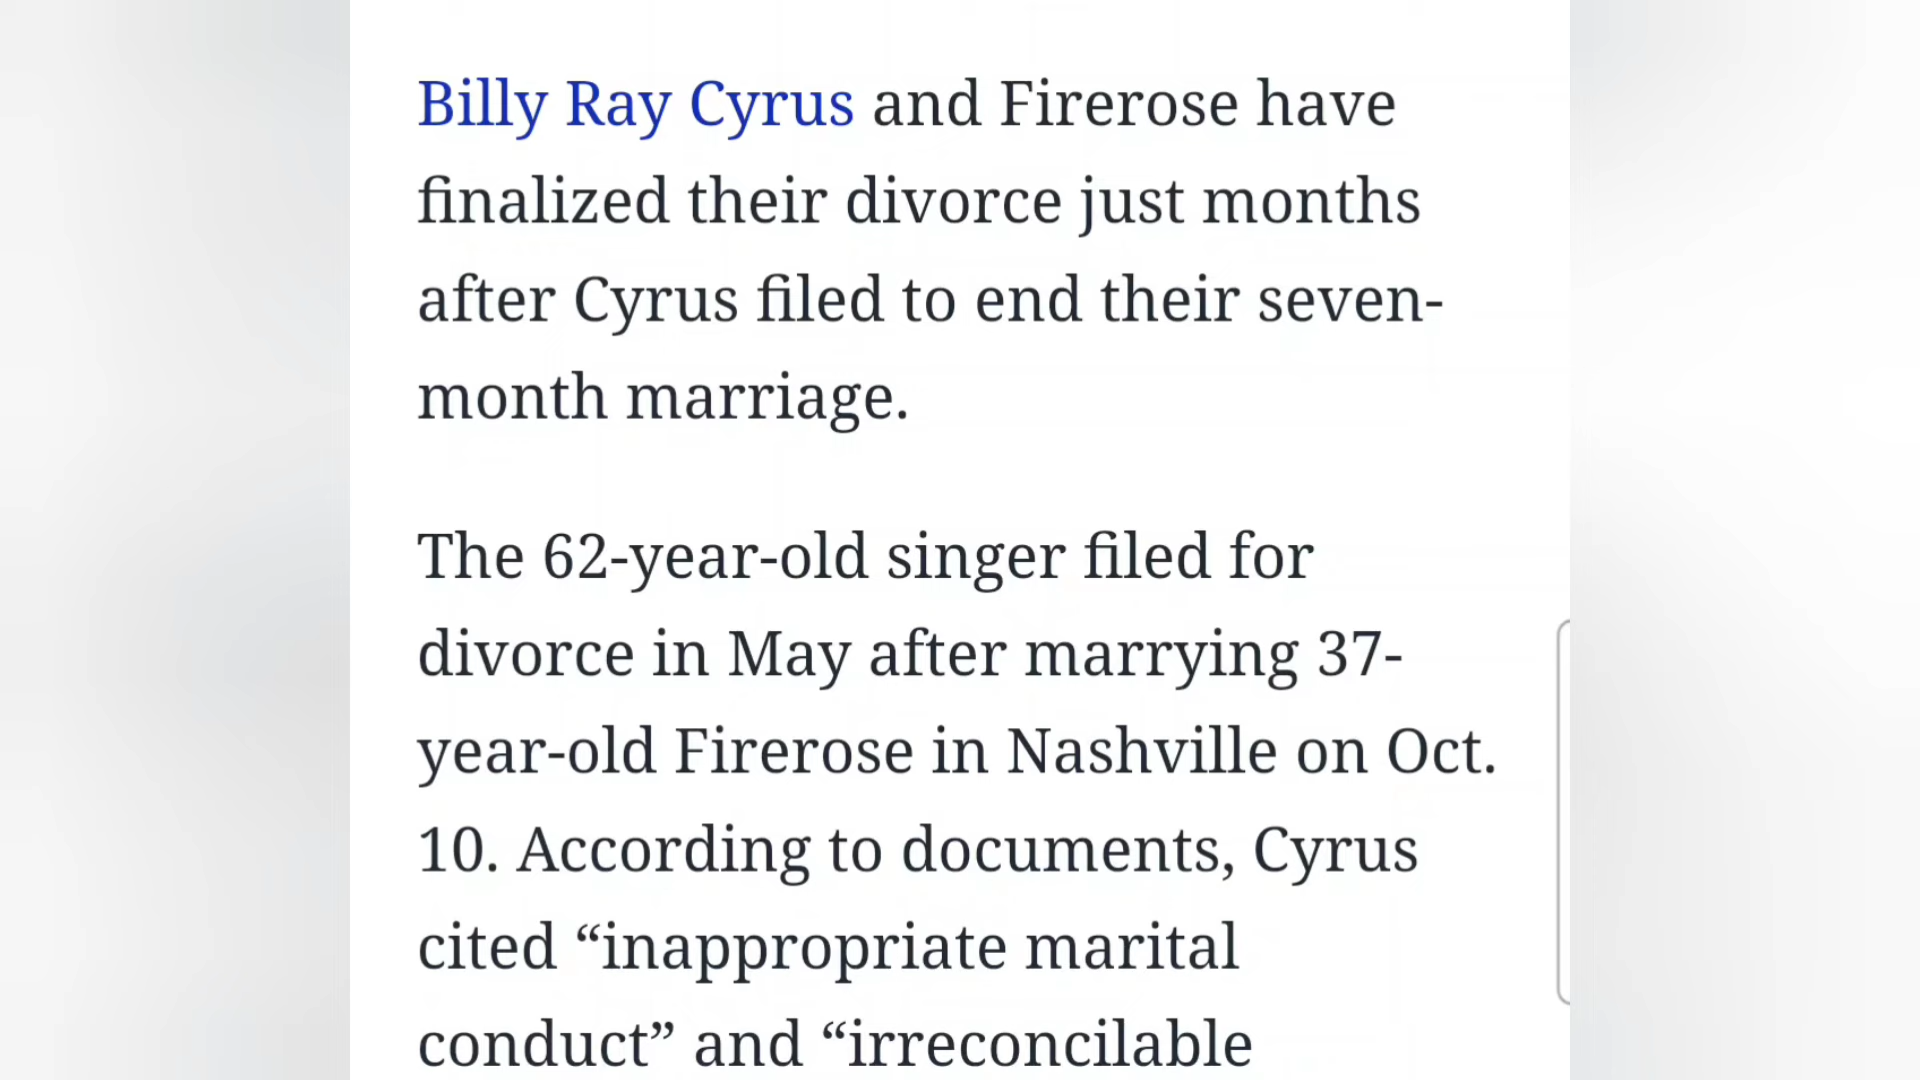 Billy Ray Cyrus and Firerose have
finalized their divorce just months
after Cyrus filed to end their seven-
month marriage.
The 62-year-old singer filed for
divorce in May after marrying 37-
year-old Firerose in Nashville on Oct.
10. According to documents, Cyrus
cited “inappropriate marital
conduct” and “irreconcilable